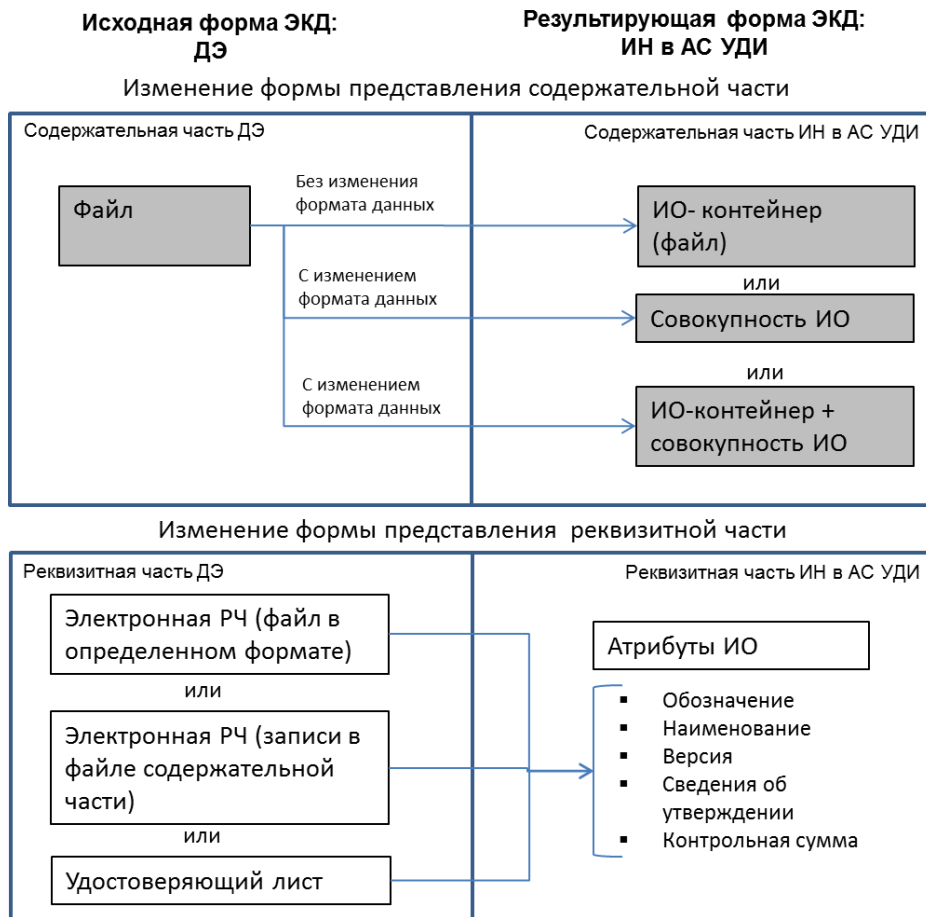 Исходная форма ЭКД:
ДЭ
Результирующая форма ЭКД:
ИН в АС УДИ
Изменение формы представления содержательной части
Содержательная часть ДЭ
Содержательная часть ИН в АС УДИ
Файл
Без изменения
формата данных
ИО- контейнер
(файл)
или
С изменением
формата данных
Совокупность ИО
или
С изменением
формата данных
ИО-контейнер +
совокупность ИО
Изменение формы представления реквизитной части
Реквизитная часть ДЭ
Реквизитная часть ИН в АС УДИ
Электронная РЧ (файл в
определенном формате)
или
Электронная РЧ (записи в
файле содержательной
части)
или
Удостоверяющий лист
Атрибуты ИО
▪ Обозначение
▪ Наименование
▪ Версия
▪ Сведения об
утверждении
▪ Контрольная сумма